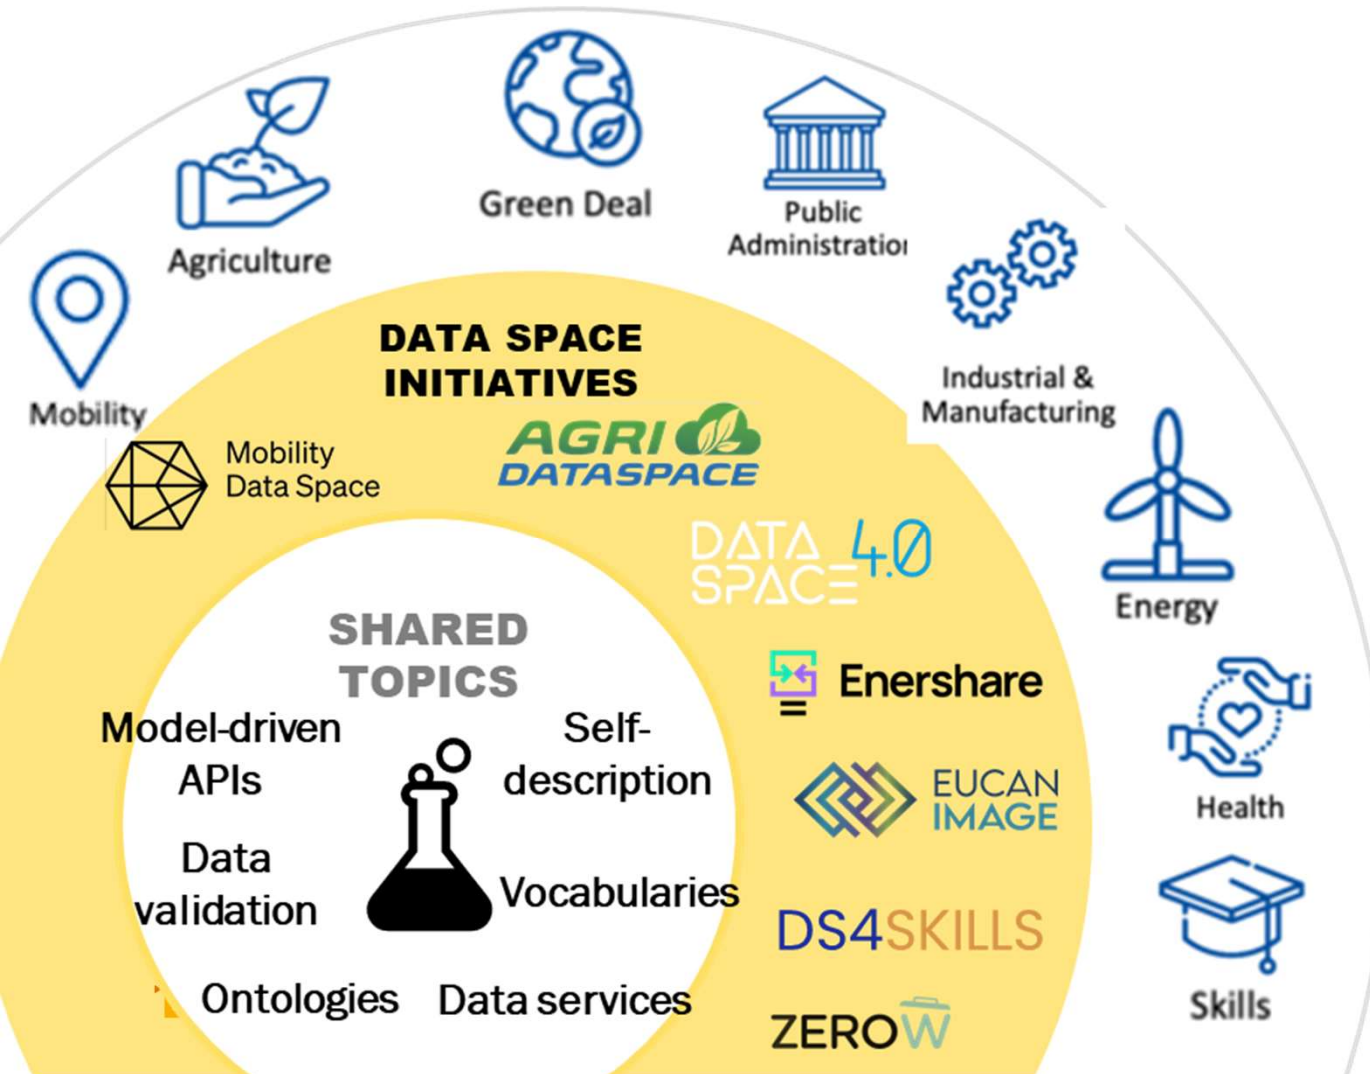 Green Deal
Public
Administration
Agriculture
Industrial &
Manufacturing
Mobility
Energy
Health
Skills
DATA SPACE
INITIATIVES
Mobility
Data Space
AGRI
DATASPACE
DATA
SPACE 4.0
Enershare
EUCAN
IMAGE
DS4SKILLS
ZEROW
SHARED
TOPICS
Model-driven
APIs
Self-
description
Data
validation
Vocabularies
Ontologies
Data services